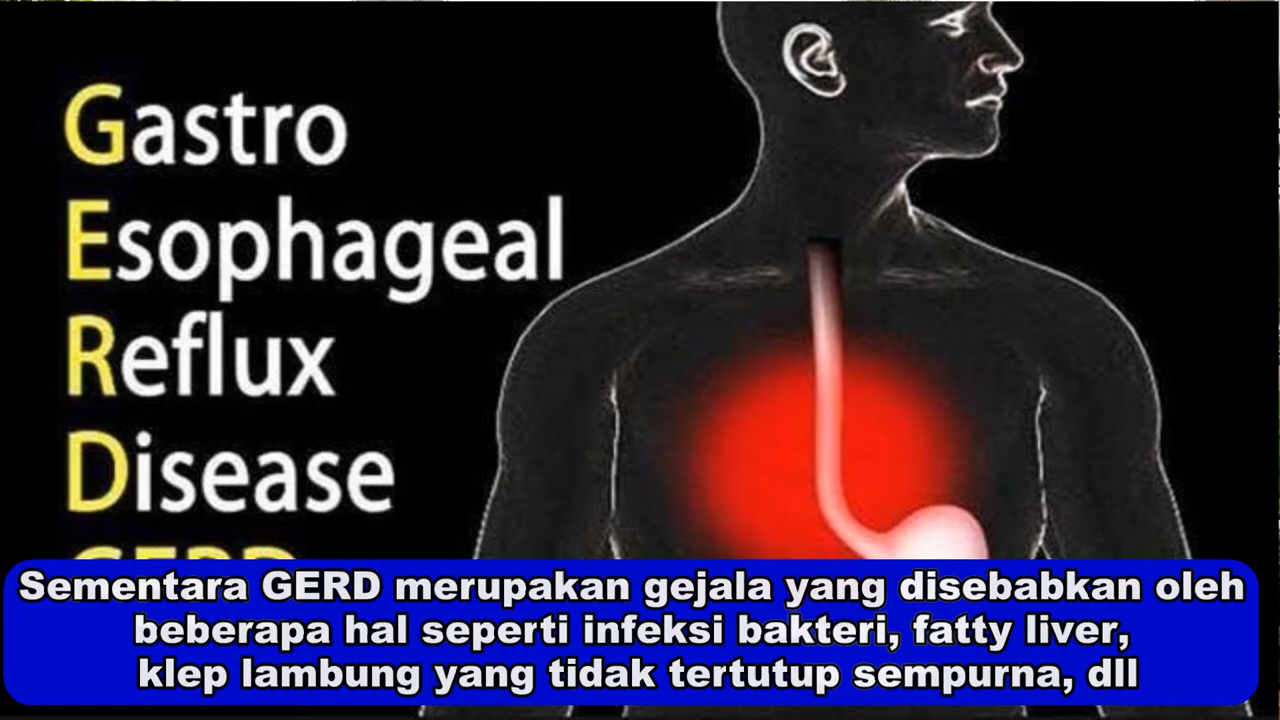 Gastro
Esophageal
Reflux
Disease
GERD
Sementara GERD merupakan gejala yang disebabkan oleh
beberapa hal seperti infeksi bakteri, fatty liver,
klep lambung yang tidak tertutup sempurna, dll